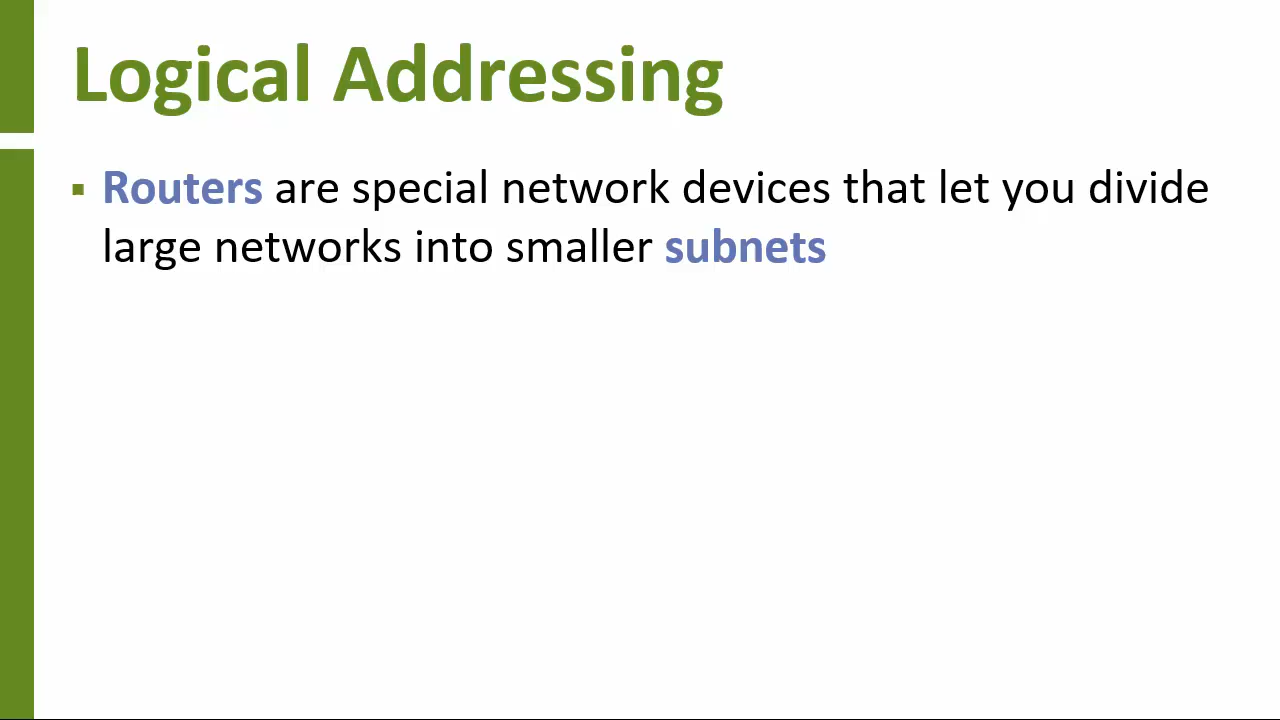 Logical Addressing
▪ Routers are special network devices that let you divide
large networks into smaller subnets